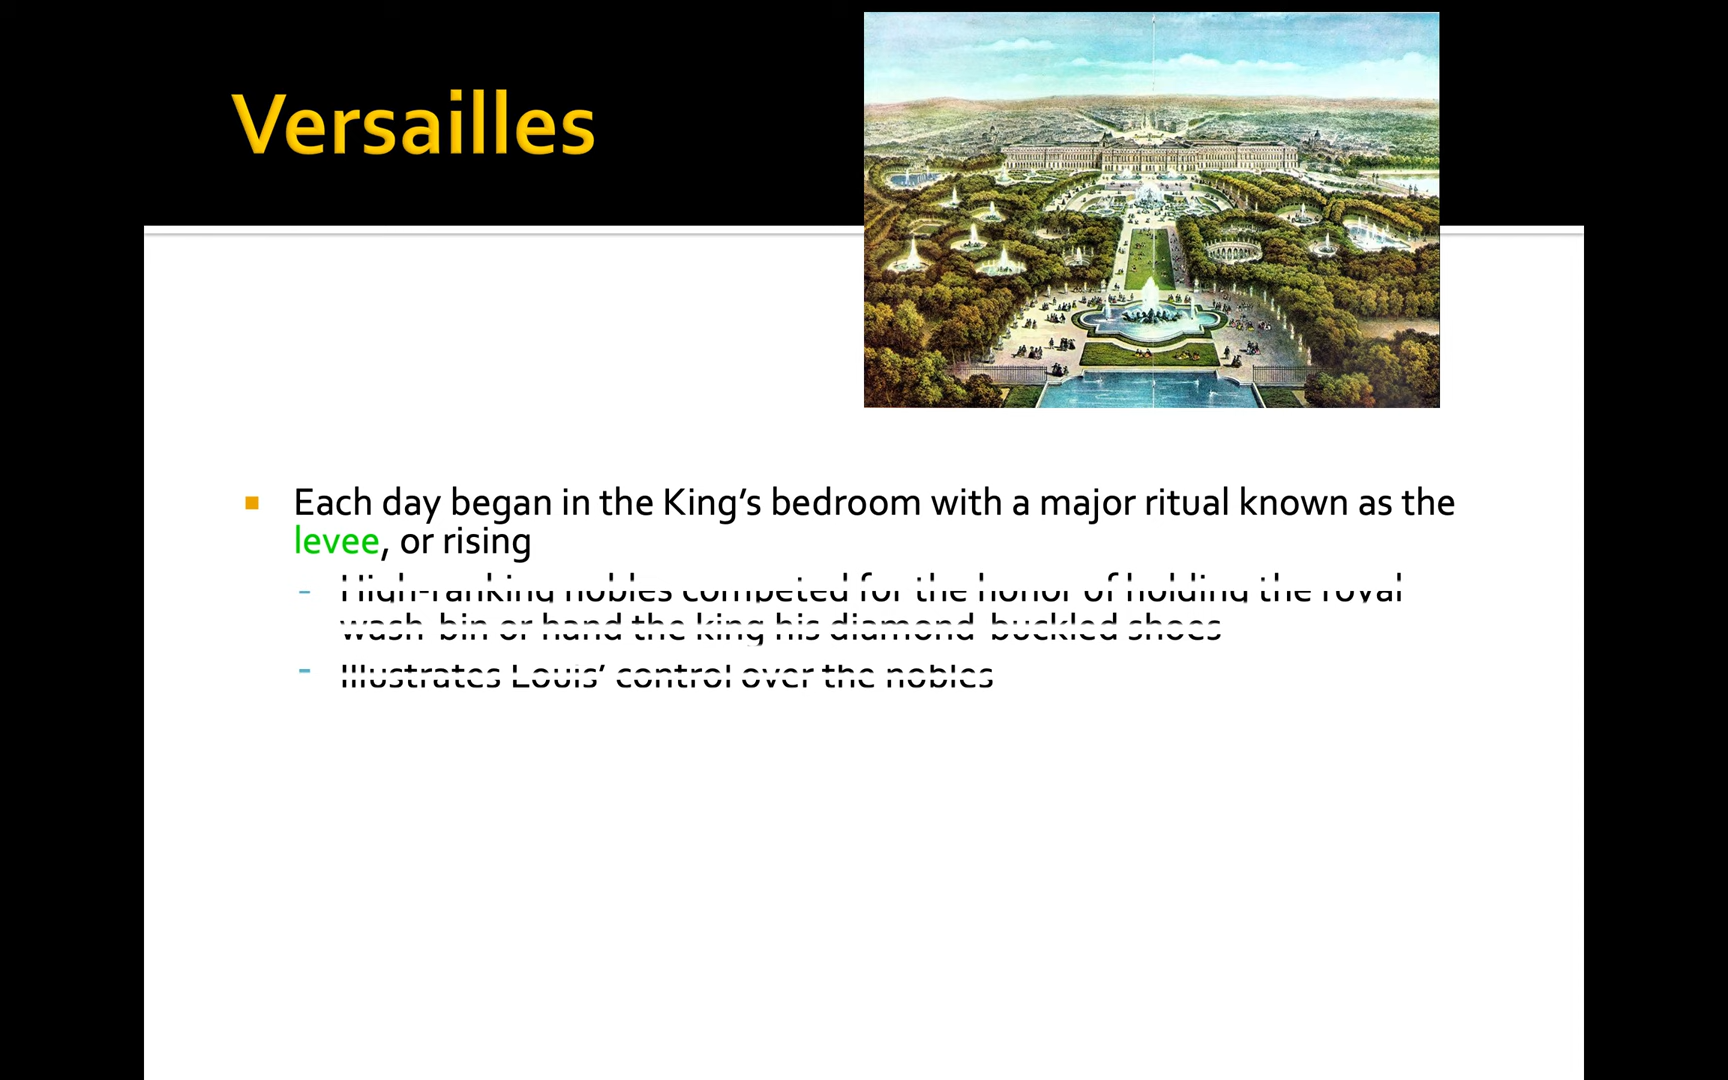 Versailles
Each day began in the King’s bedroom with a major ritual known as the
levee, or rising
- High-ranking nobles competed for the honor of holding the royal
wash-bin or hand the king his diamond-buckled shoes
- Illustrates Louis’ control over the nobles